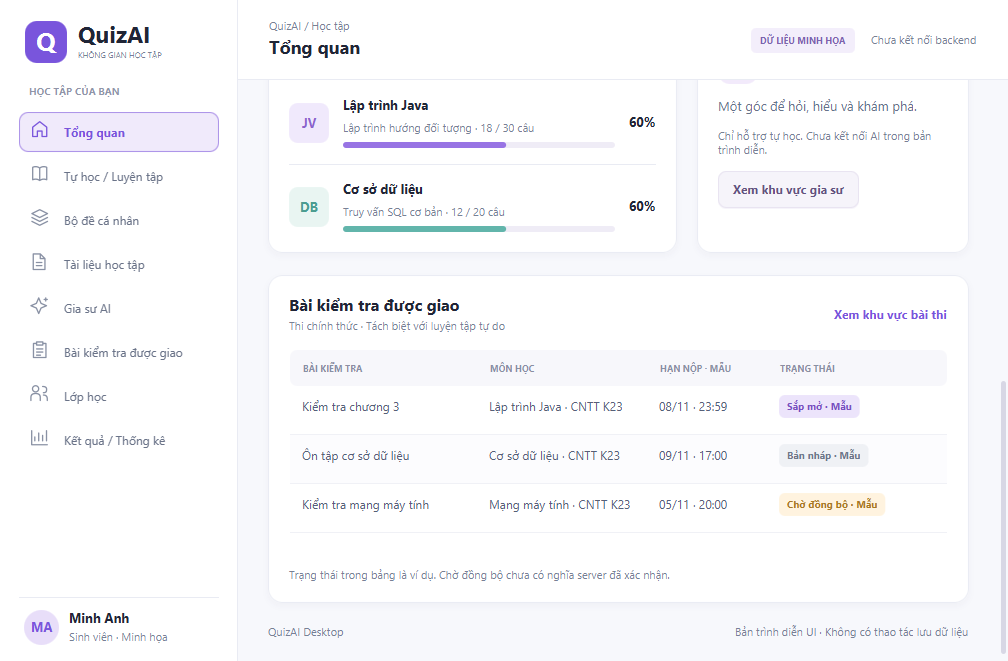 Q
QuizAI
KHÔNG GIAN HỌC TẬP
HỌC TẬP CỦA BẠN
Tổng quan
Tự học / Luyện tập
Bộ đề cá nhân
Tài liệu học tập
Gia sư AI
Bài kiểm tra được giao
Lớp học
Kết quả / Thống kê
MA
Minh Anh
Sinh viên · Minh họa
QuizAI / Học tập
Tổng quan
DỮ LIỆU MINH HỌA
Chưa kết nối backend
JV
Lập trình Java
Lập trình hướng đối tượng · 18 / 30 câu
60%
DB
Cơ sở dữ liệu
Truy vấn SQL cơ bản · 12 / 20 câu
60%
Một góc để hỏi, hiểu và khám phá.
Chỉ hỗ trợ tự học. Chưa kết nối AI trong bản
trình diễn.
Xem khu vực gia sư
Bài kiểm tra được giao
Thi chính thức · Tách biệt với luyện tập tự do
Xem khu vực bài thi
BÀI KIỂM TRA MÔN HỌC HẠN NỘP · MẪU TRẠNG THÁI
Kiểm tra chương 3 Lập trình Java · CNTT K23 08/11 · 23:59 Sắp mở · Mẫu
Ôn tập cơ sở dữ liệu Cơ sở dữ liệu · CNTT K23 09/11 · 17:00 Bản nháp · Mẫu
Kiểm tra mạng máy tính Mạng máy tính · CNTT K23 05/11 · 20:00 Chờ đồng bộ · Mẫu
Trạng thái trong bảng là ví dụ. Chờ đồng bộ chưa có nghĩa server đã xác nhận.
QuizAI Desktop
Bản trình diễn UI · Không có thao tác lưu dữ liệu